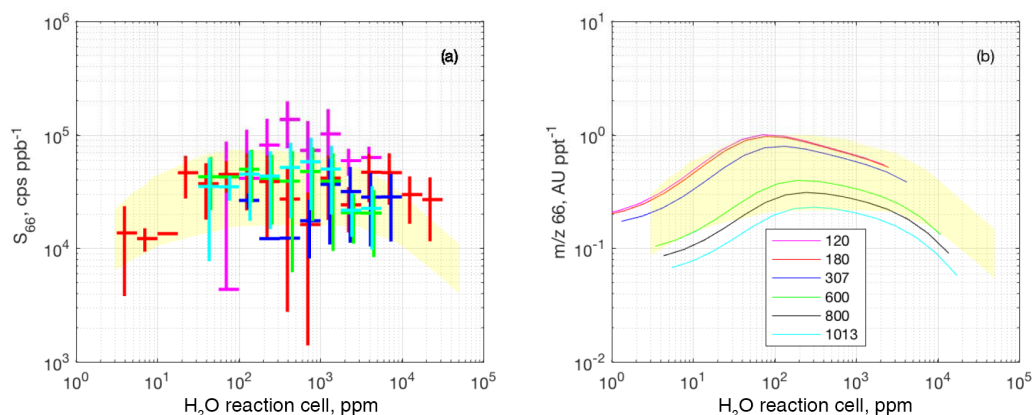 (a)
10⁶
10⁵
10⁴
10³
S₆₆, cps ppb⁻¹
10⁰ 10¹ 10² 10³ 10⁴ 10⁵
H₂O reaction cell, ppm
(b)
10¹
10⁰
10⁻¹
10⁻²
m/z 66, AU ppt⁻¹
120
180
307
600
800
1013
10⁰ 10¹ 10² 10³ 10⁴ 10⁵
H₂O reaction cell, ppm